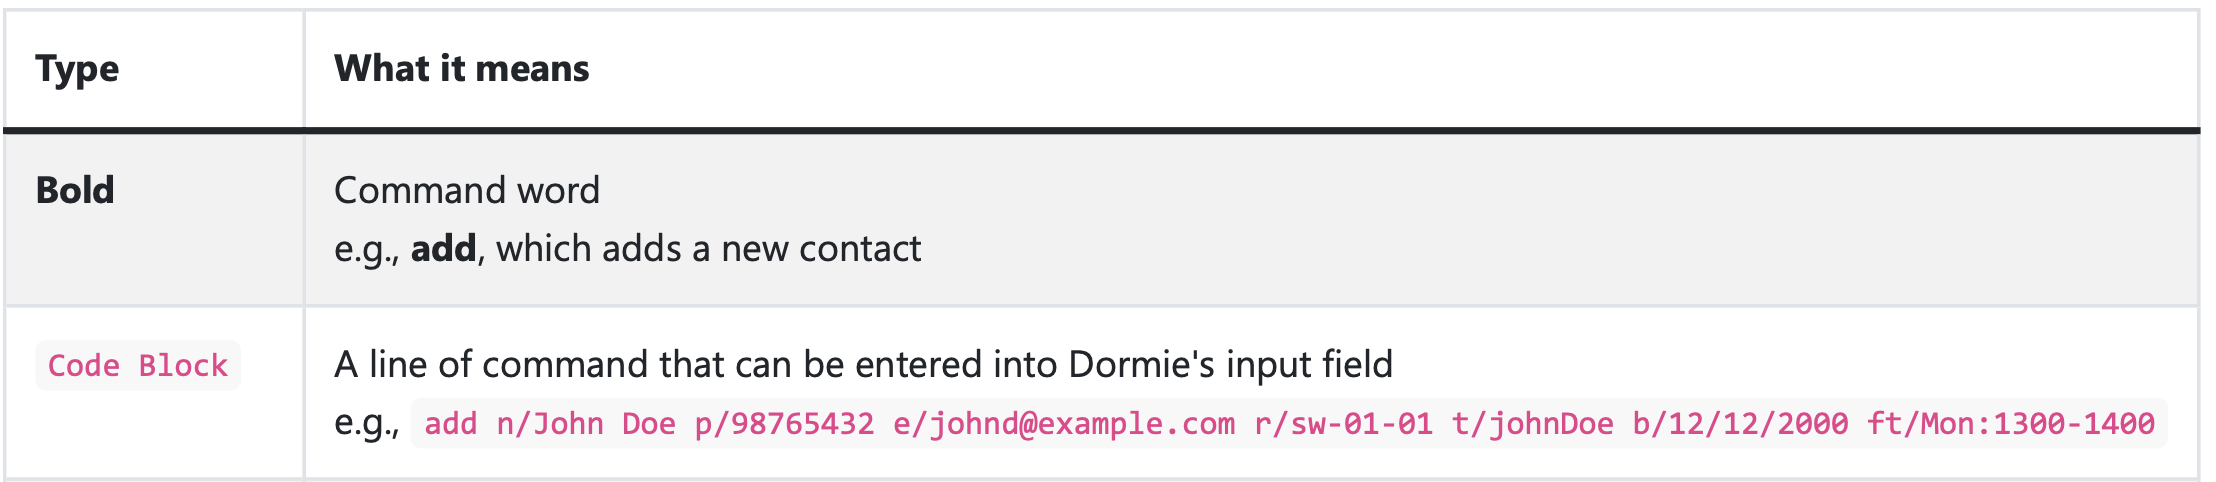 Type
What it means
Bold
Command word
e.g., add, which adds a new contact
Code Block
A line of command that can be entered into Dormie's input field
e.g., add n/John Doe p/98765432 e/johnd@example.com r/sw-01-01 t/johnDoe b/12/12/2000 ft/Mon:1300-1400